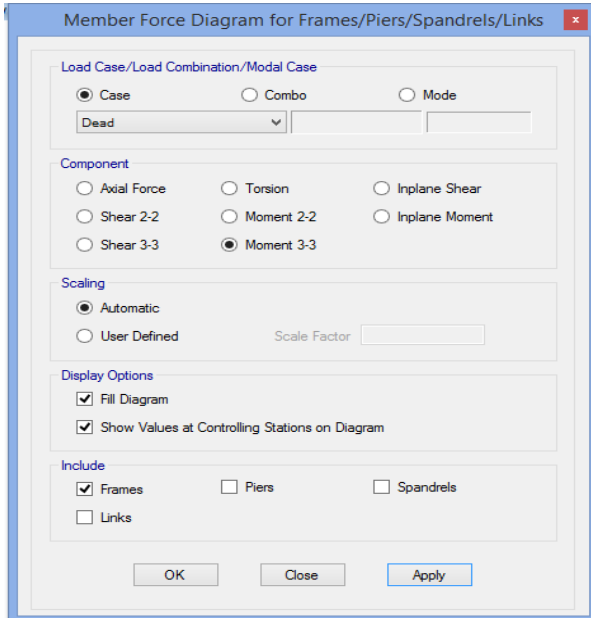 Member Force Diagram for Frames/Piers/Spandrels/Links
x
Load Case/Load Combination/Modal Case
Case Combo Mode
Dead
Component
Axial Force Torsion Inplane Shear
Shear 2-2 Moment 2-2 Inplane Moment
Shear 3-3 Moment 3-3
Scaling
Automatic
User Defined Scale Factor
Display Options
Fill Diagram
Show Values at Controlling Stations on Diagram
Include
Frames Piers Spandrels
Links
OK Close Apply